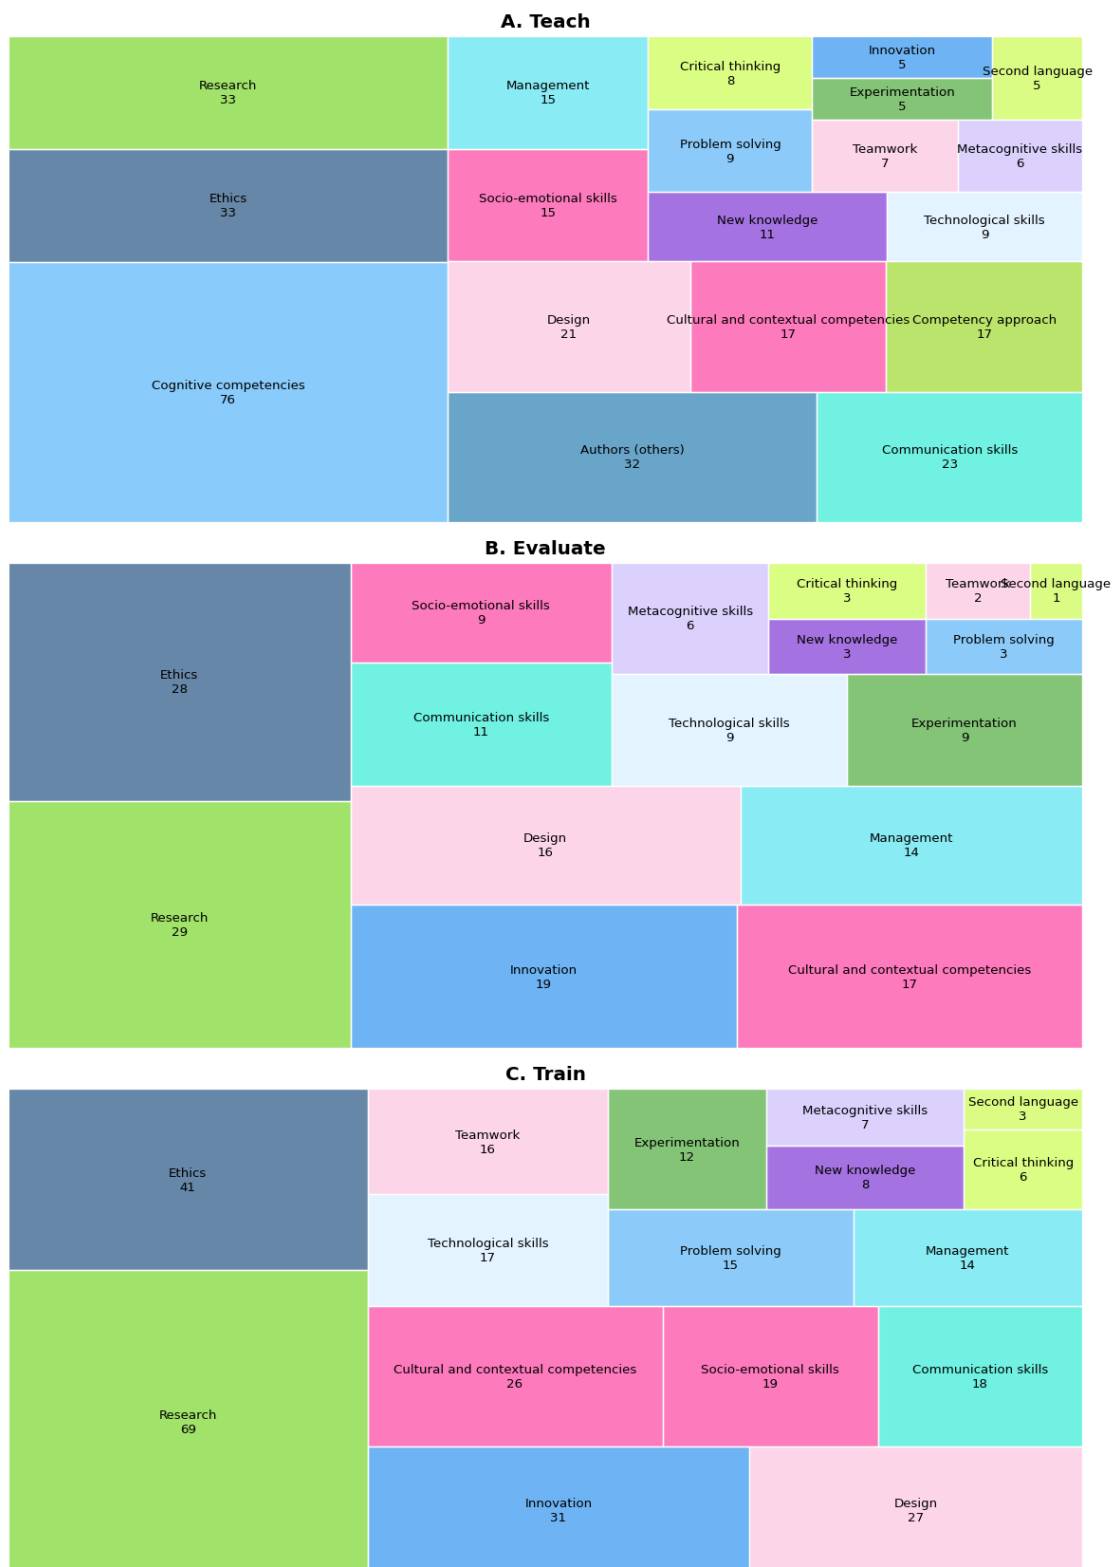 A. Teach
Research
33
Management
15
Critical thinking
8
Innovation
5
Second language
5
Experimentation
5
Ethics
33
Socio-emotional skills
15
Problem solving
9
Teamwork
7
Metacognitive skills
6
New knowledge
11
Technological skills
9
Cognitive competencies
76
Design
21
Cultural and contextual competencies
17
Competency approach
17
Authors (others)
32
Communication skills
23
B. Evaluate
Ethics
28
Socio-emotional skills
9
Metacognitive skills
6
Critical thinking
3
Teamwork
2
Second language
1
New knowledge
3
Problem solving
3
Communication skills
11
Technological skills
9
Experimentation
9
Research
29
Design
16
Management
14
Innovation
19
Cultural and contextual competencies
17
C. Train
Ethics
41
Teamwork
16
Experimentation
12
Metacognitive skills
7
Second language
3
New knowledge
8
Critical thinking
6
Technological skills
17
Problem solving
15
Management
14
Research
69
Cultural and contextual competencies
26
Socio-emotional skills
19
Communication skills
18
Innovation
31
Design
27